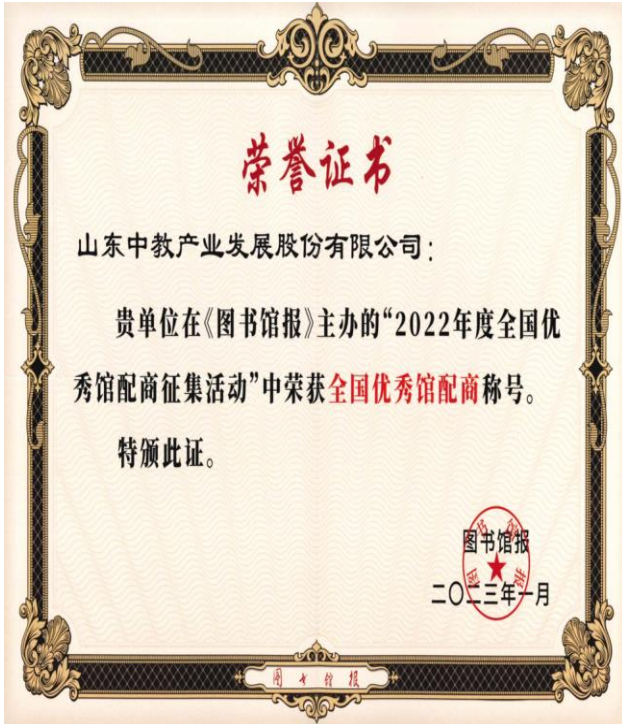 荣誉证书
山东中教产业发展股份有限公司：
贵单位在《图书馆报》主办的“2022年度全国优
秀馆配商征集活动”中荣获全国优秀馆配商称号。
特颁此证。
图书馆报
图书馆报
二〇二三年一月
图书馆报